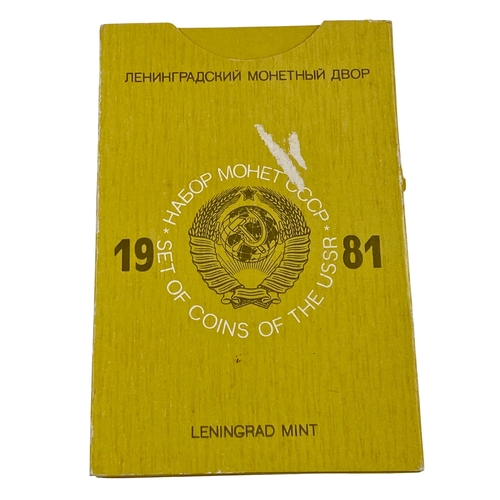 ЛЕНИНГРАДСКИЙ МОНЕТНЫЙ ДВОР
* НАБОР МОНЕТ СССР *
19 81
SET OF COINS OF THE USSR
LENINGRAD MINT